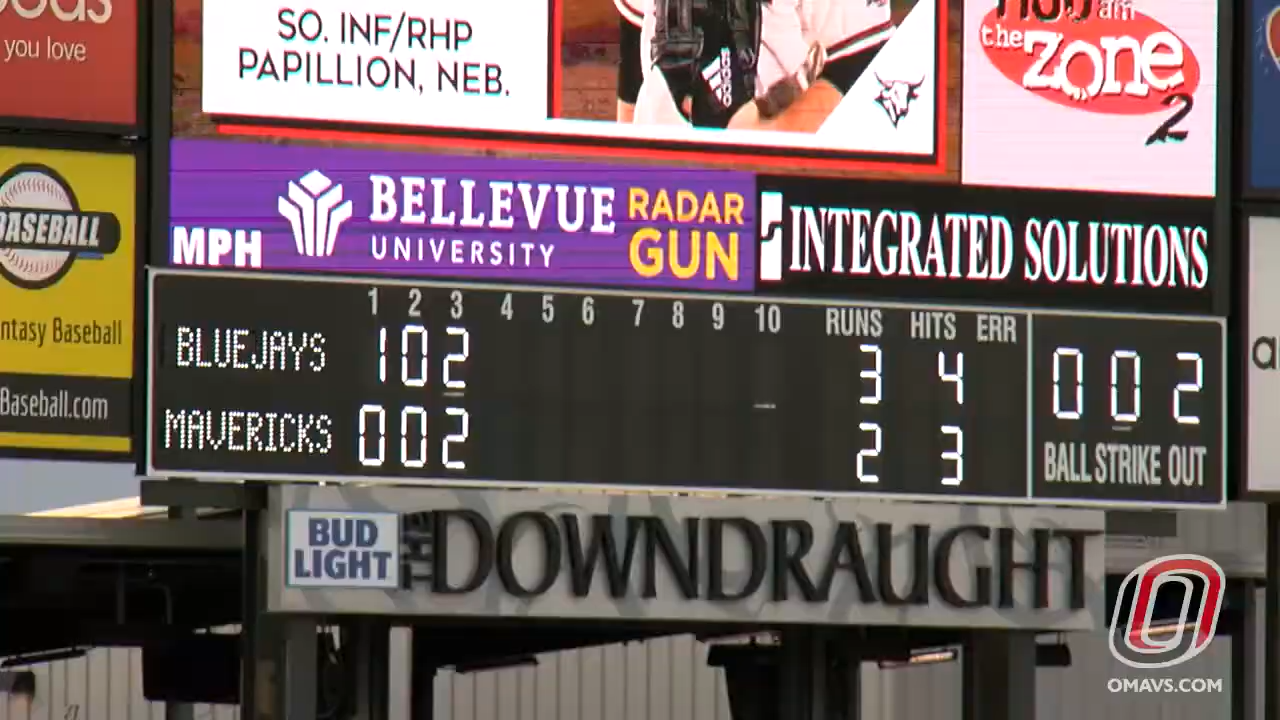 you love
SO. INF/RHP
PAPILLION, NEB.
adidas
am
the zone
2
BASEBALL
ntasy Baseball
Baseball.com
MPH
BELLEVUE
UNIVERSITY
RADAR
GUN
INTEGRATED SOLUTIONS
1 2 3 4 5 6 7 8 9 10 RUNS HITS ERR
BLUEJAYS 1 0 2 3 4 0 0 2
MAVERICKS 0 0 2 2 3
BALL STRIKE OUT
BUD
LIGHT
THE DOWNDRAUGHT
O
OMAVS.COM